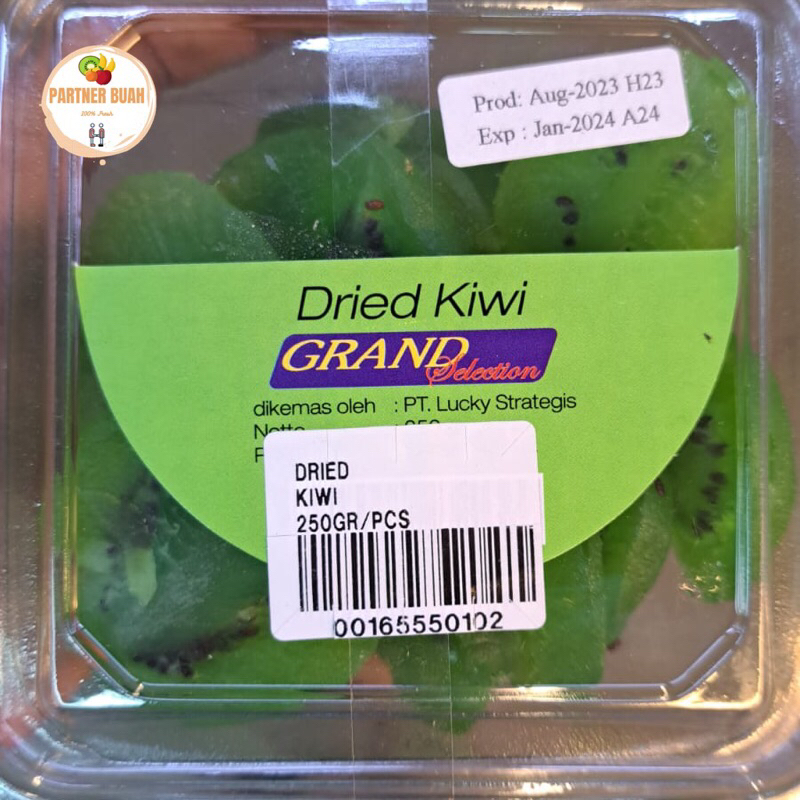 PARTNER BUAH
100% Fresh
Prod: Aug-2023 H23
Exp : Jan-2024 A24
Dried Kiwi
GRAND
Selection
dikemas oleh : PT. Lucky Strategis
DRIED
KIWI
250GR/PCS
00165550102